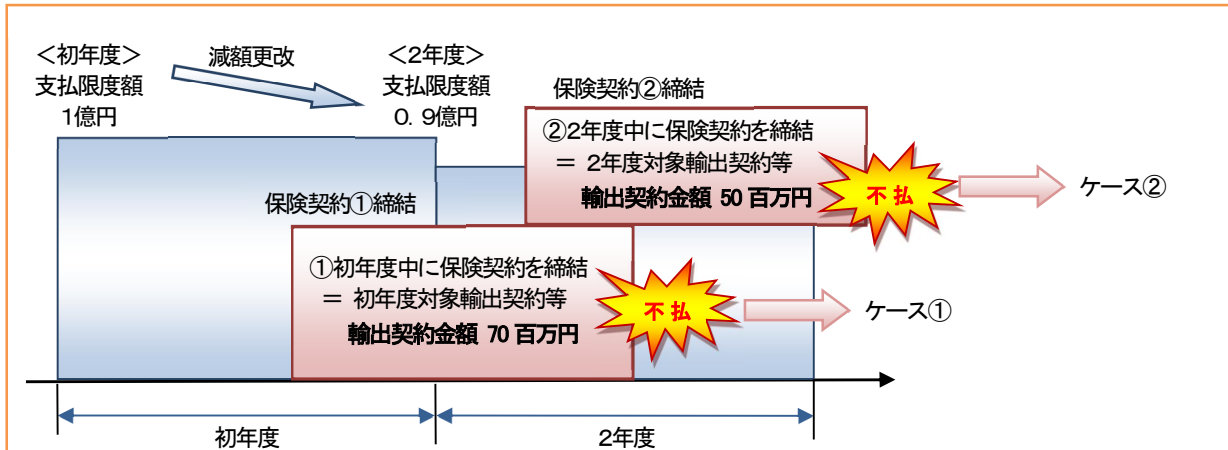 <初年度>
支払限度額
1億円
減額更改
<2年度>
支払限度額
0.9億円
保険契約②締結
②2年度中に保険契約を締結
= 2年度対象輸出契約等
輸出契約金額 50 百万円
不払
ケース②
保険契約①締結
①初年度中に保険契約を締結
= 初年度対象輸出契約等
輸出契約金額 70 百万円
不払
ケース①
初年度
2年度